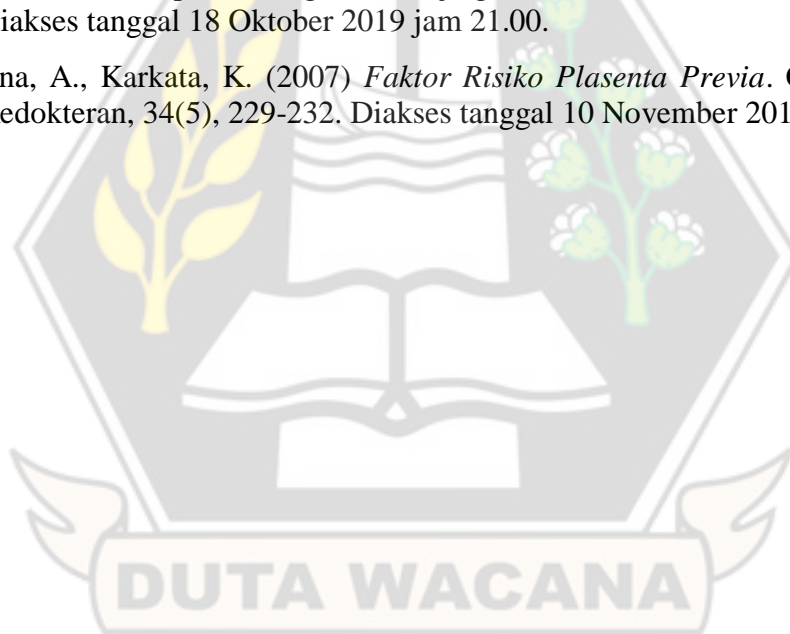 iakses tanggal 18 Oktober 2019 jam 21.00.
na, A., Karkata, K. (2007) Faktor Risiko Plasenta Previa.
edokteran, 34(5), 229-232. Diakses tanggal 10 November 201
DUTA WACANA